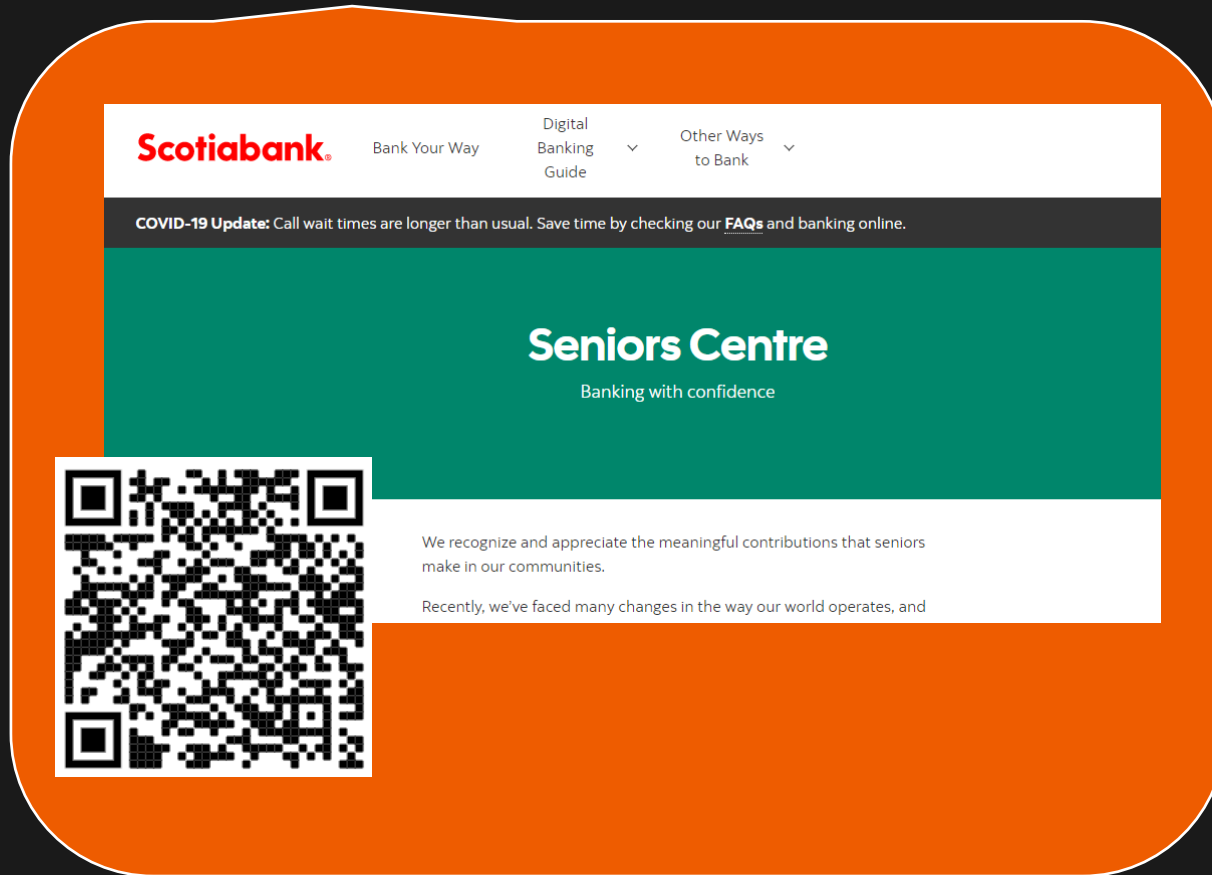 Scotiabank®
Bank Your Way
Digital
Banking
Guide
Other Ways
to Bank
COVID-19 Update: Call wait times are longer than usual. Save time by checking our FAQs and banking online.
Seniors Centre
Banking with confidence
We recognize and appreciate the meaningful contributions that seniors
make in our communities.
Recently, we've faced many changes in the way our world operates, and